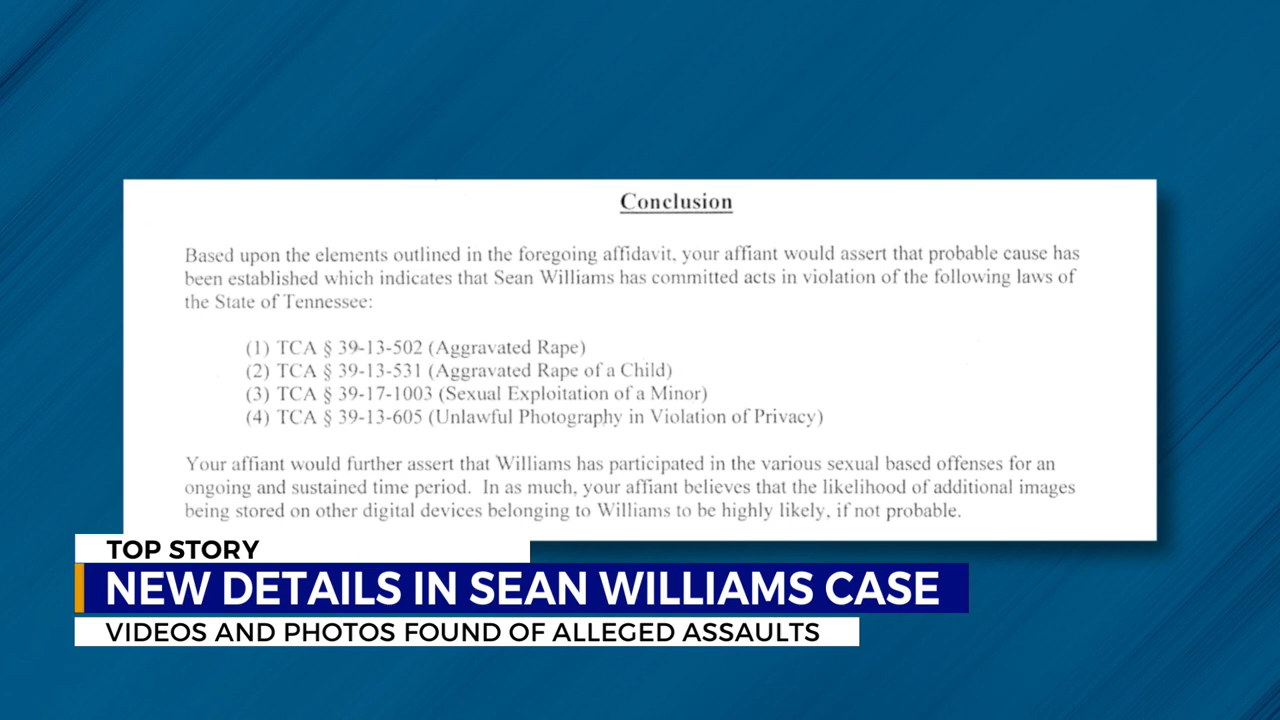 Conclusion
Based upon the elements outlined in the foregoing affidavit, your affiant would assert that probable cause has
been established which indicates that Sean Williams has committed acts in violation of the following laws of
the State of Tennessee:
(1) TCA § 39-13-502 (Aggravated Rape)
(2) TCA § 39-13-531 (Aggravated Rape of a Child)
(3) TCA § 39-17-1003 (Sexual Exploitation of a Minor)
(4) TCA § 39-13-605 (Unlawful Photography in Violation of Privacy)
Your affiant would further assert that Williams has participated in the various sexual based offenses for an
ongoing and sustained time period. In as much, your affiant believes that the likelihood of additional images
being stored on other digital devices belonging to Williams to be highly likely, if not probable.
TOP STORY
NEW DETAILS IN SEAN WILLIAMS CASE
VIDEOS AND PHOTOS FOUND OF ALLEGED ASSAULTS